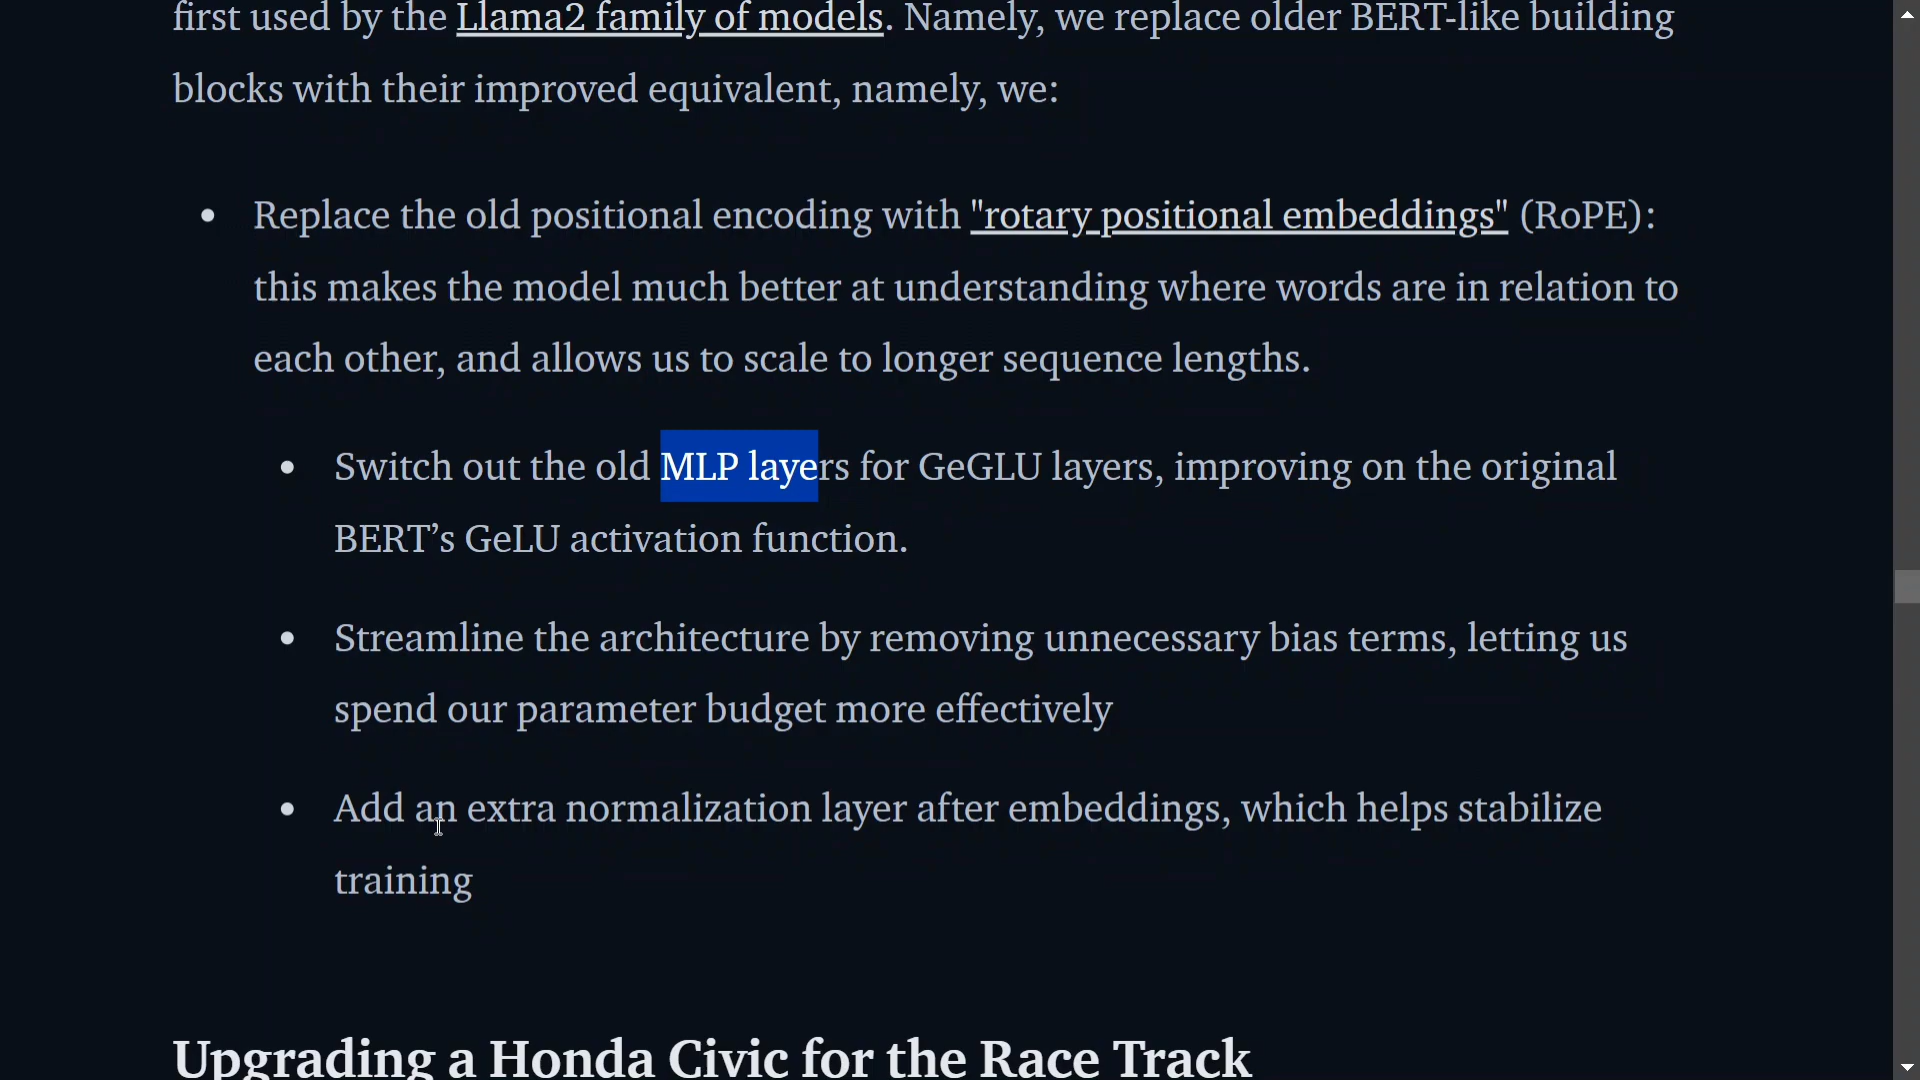 first used by the Llama2 family of models. Namely, we replace older BERT-like building
blocks with their improved equivalent, namely, we:
Replace the old positional encoding with "rotary positional embeddings" (RoPE):
this makes the model much better at understanding where words are in relation to
each other, and allows us to scale to longer sequence lengths.
Switch out the old MLP layers for GeGLU layers, improving on the original
BERT’s GeLU activation function.
Streamline the architecture by removing unnecessary bias terms, letting us
spend our parameter budget more effectively
Add an extra normalization layer after embeddings, which helps stabilize
training
Upgrading a Honda Civic for the Race Track